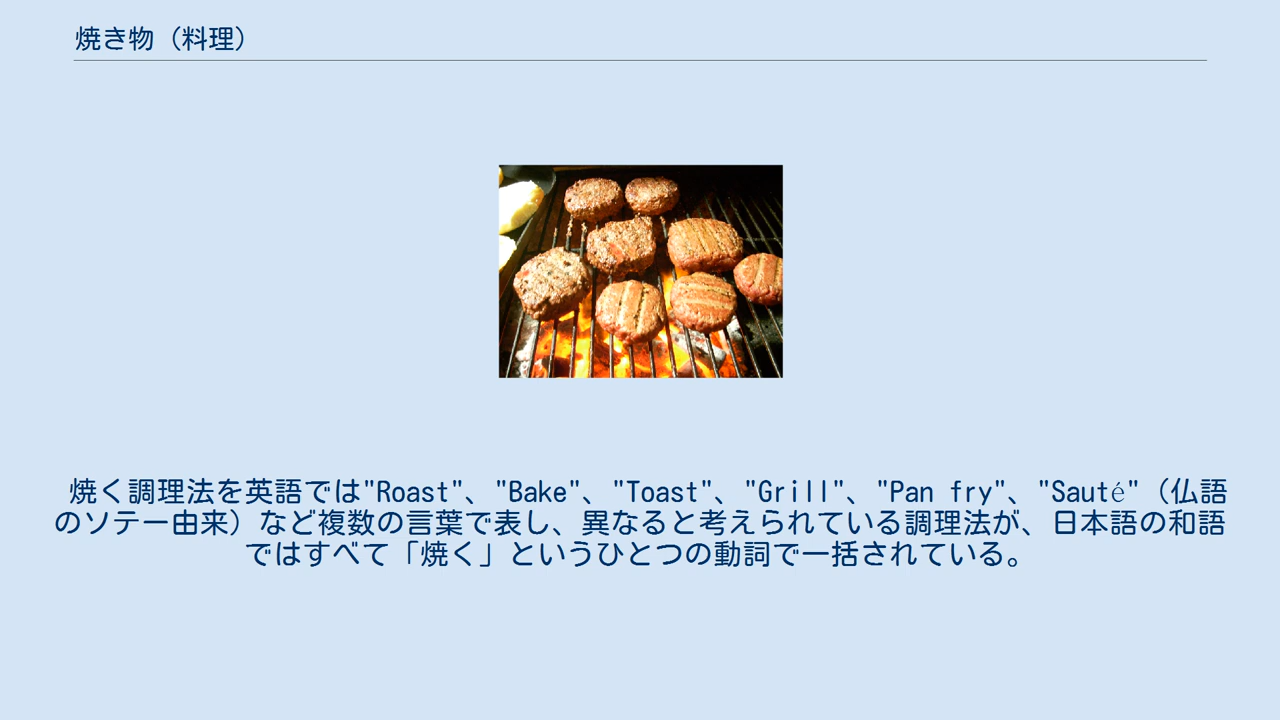 焼き物（料理）
焼く調理法を英語では"Roast"、"Bake"、"Toast"、"Grill"、"Pan fry"、"Sauté"（仏語
のソテー由来）など複数の言葉で表し、異なると考えられている調理法が、日本語の和語
ではすべて「焼く」というひとつの動詞で一括されている。